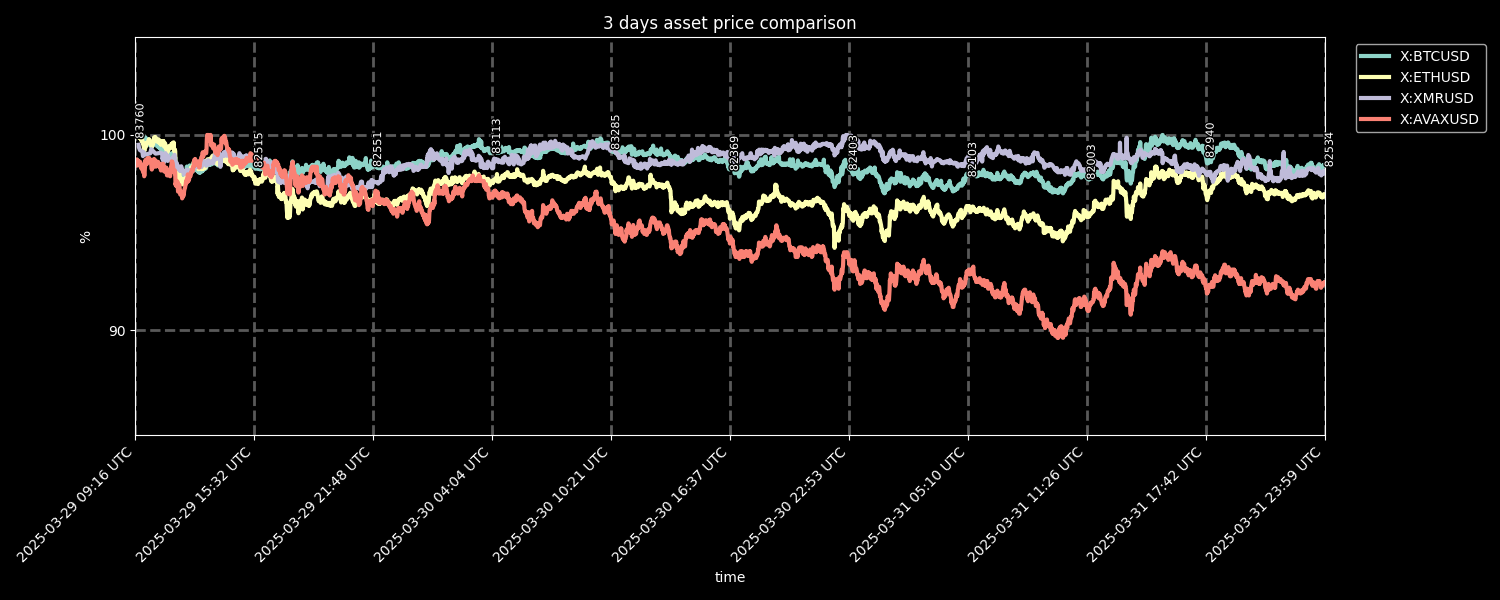 3 days asset price comparison
X:BTCUSD
X:ETHUSD
X:XMRUSD
X:AVAXUSD
100
90
%
83760
82515
82551
83113
83285
82369
82403
82103
82003
82940
82534
2025-03-29 09:16 UTC
2025-03-29 15:32 UTC
2025-03-29 21:48 UTC
2025-03-30 04:04 UTC
2025-03-30 10:21 UTC
2025-03-30 16:37 UTC
2025-03-30 22:53 UTC
2025-03-31 05:10 UTC
2025-03-31 11:26 UTC
2025-03-31 17:42 UTC
2025-03-31 23:59 UTC
time